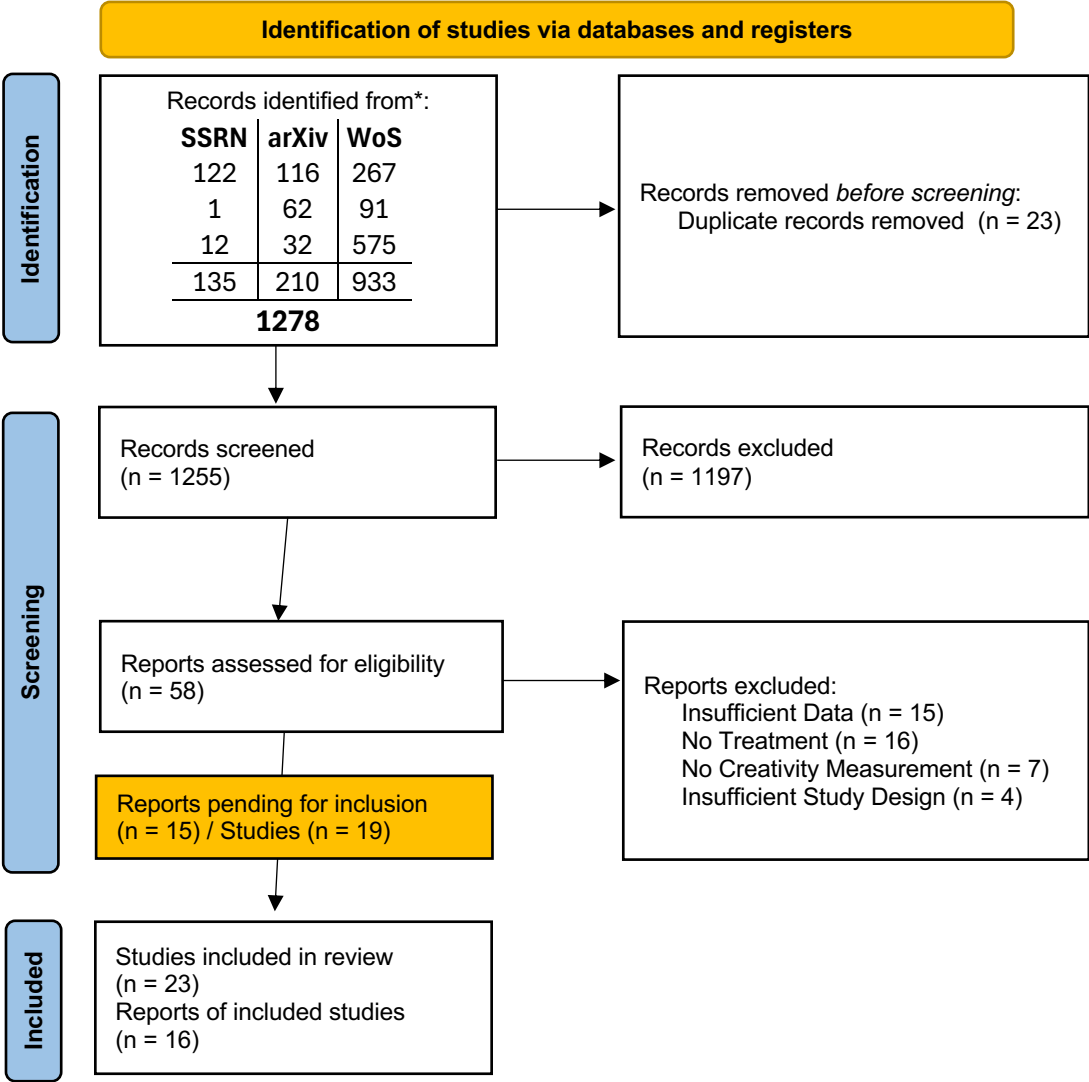 Identification of studies via databases and registers
Identification
Records identified from*:
SSRN arXiv WoS
122 116 267
1 62 91
12 32 575
135 210 933
1278
Records removed before screening:
Duplicate records removed (n = 23)
Screening
Records screened
(n = 1255)
Records excluded
(n = 1197)
Reports assessed for eligibility
(n = 58)
Reports excluded:
Insufficient Data (n = 15)
No Treatment (n = 16)
No Creativity Measurement (n = 7)
Insufficient Study Design (n = 4)
Reports pending for inclusion
(n = 15) / Studies (n = 19)
Included
Studies included in review
(n = 23)
Reports of included studies
(n = 16)